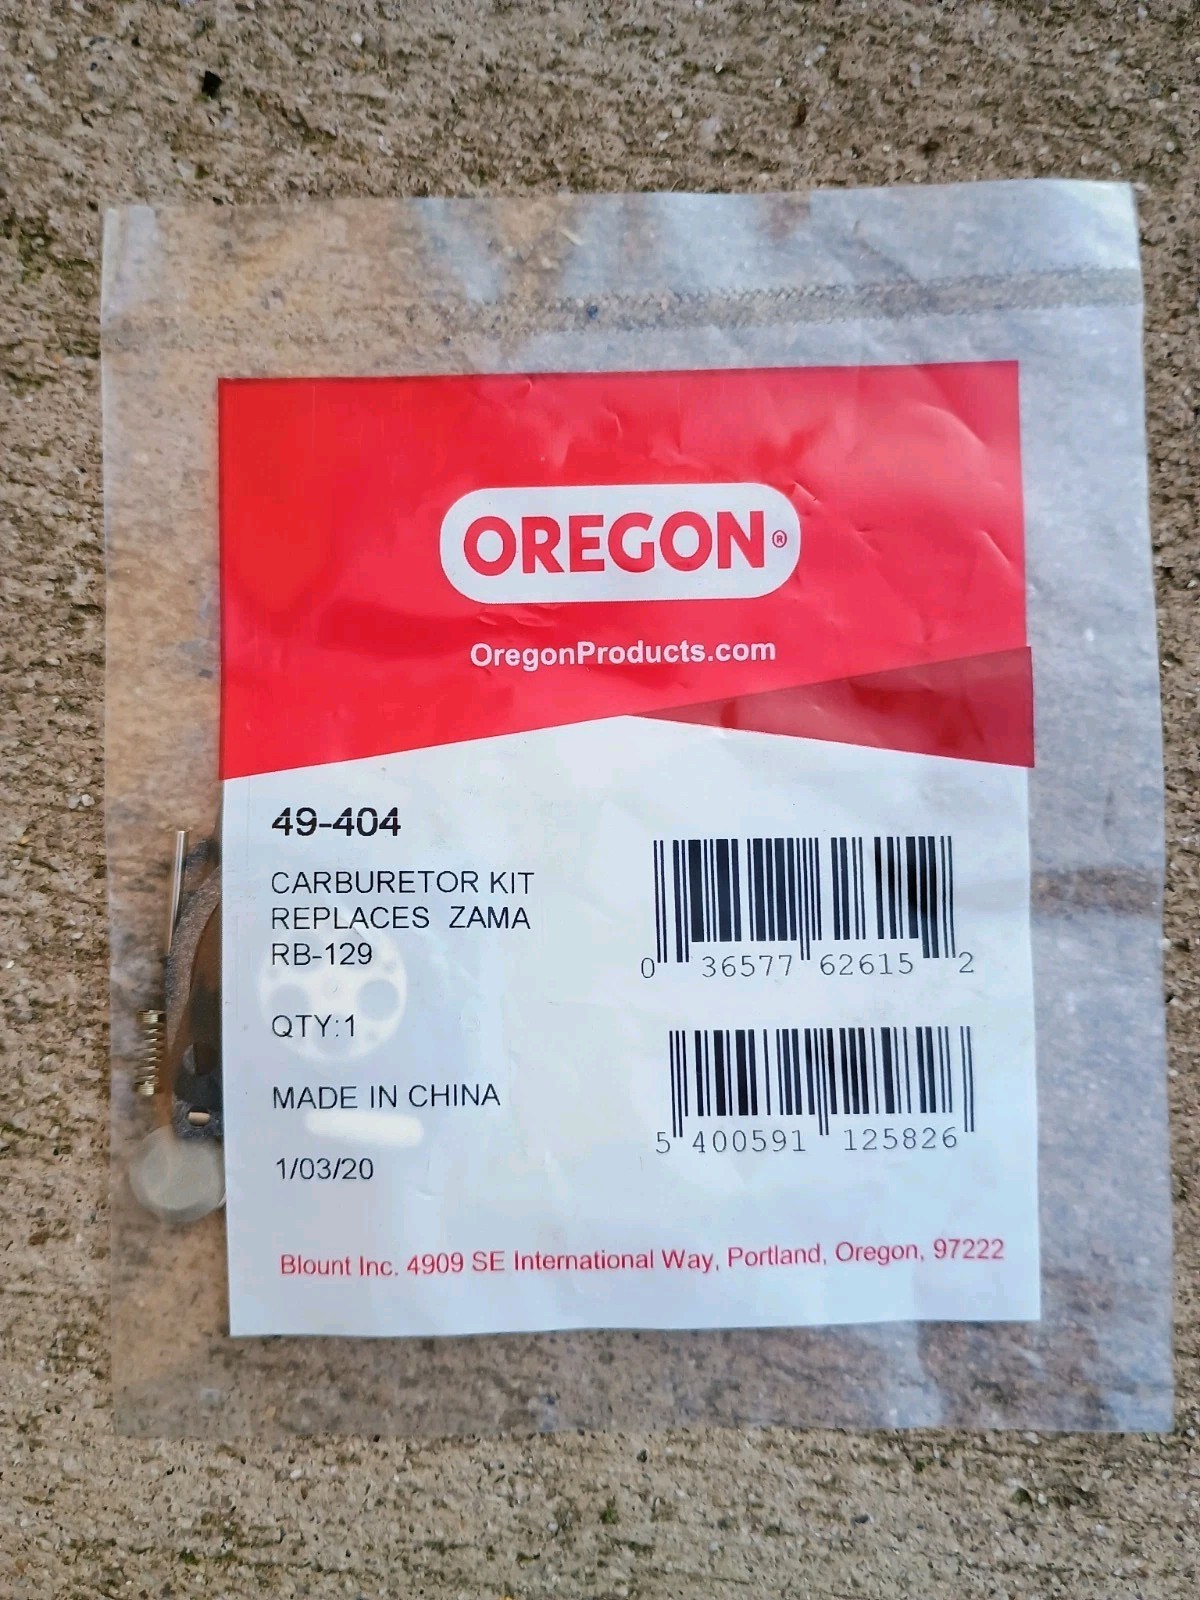 OREGON®
OregonProducts.com
49-404
CARBURETOR KIT
REPLACES ZAMA
RB-129
QTY:1
MADE IN CHINA
1/03/20
0 36577 62615 2
5 400591 125826
Blount Inc. 4909 SE International Way, Portland, Oregon, 97222